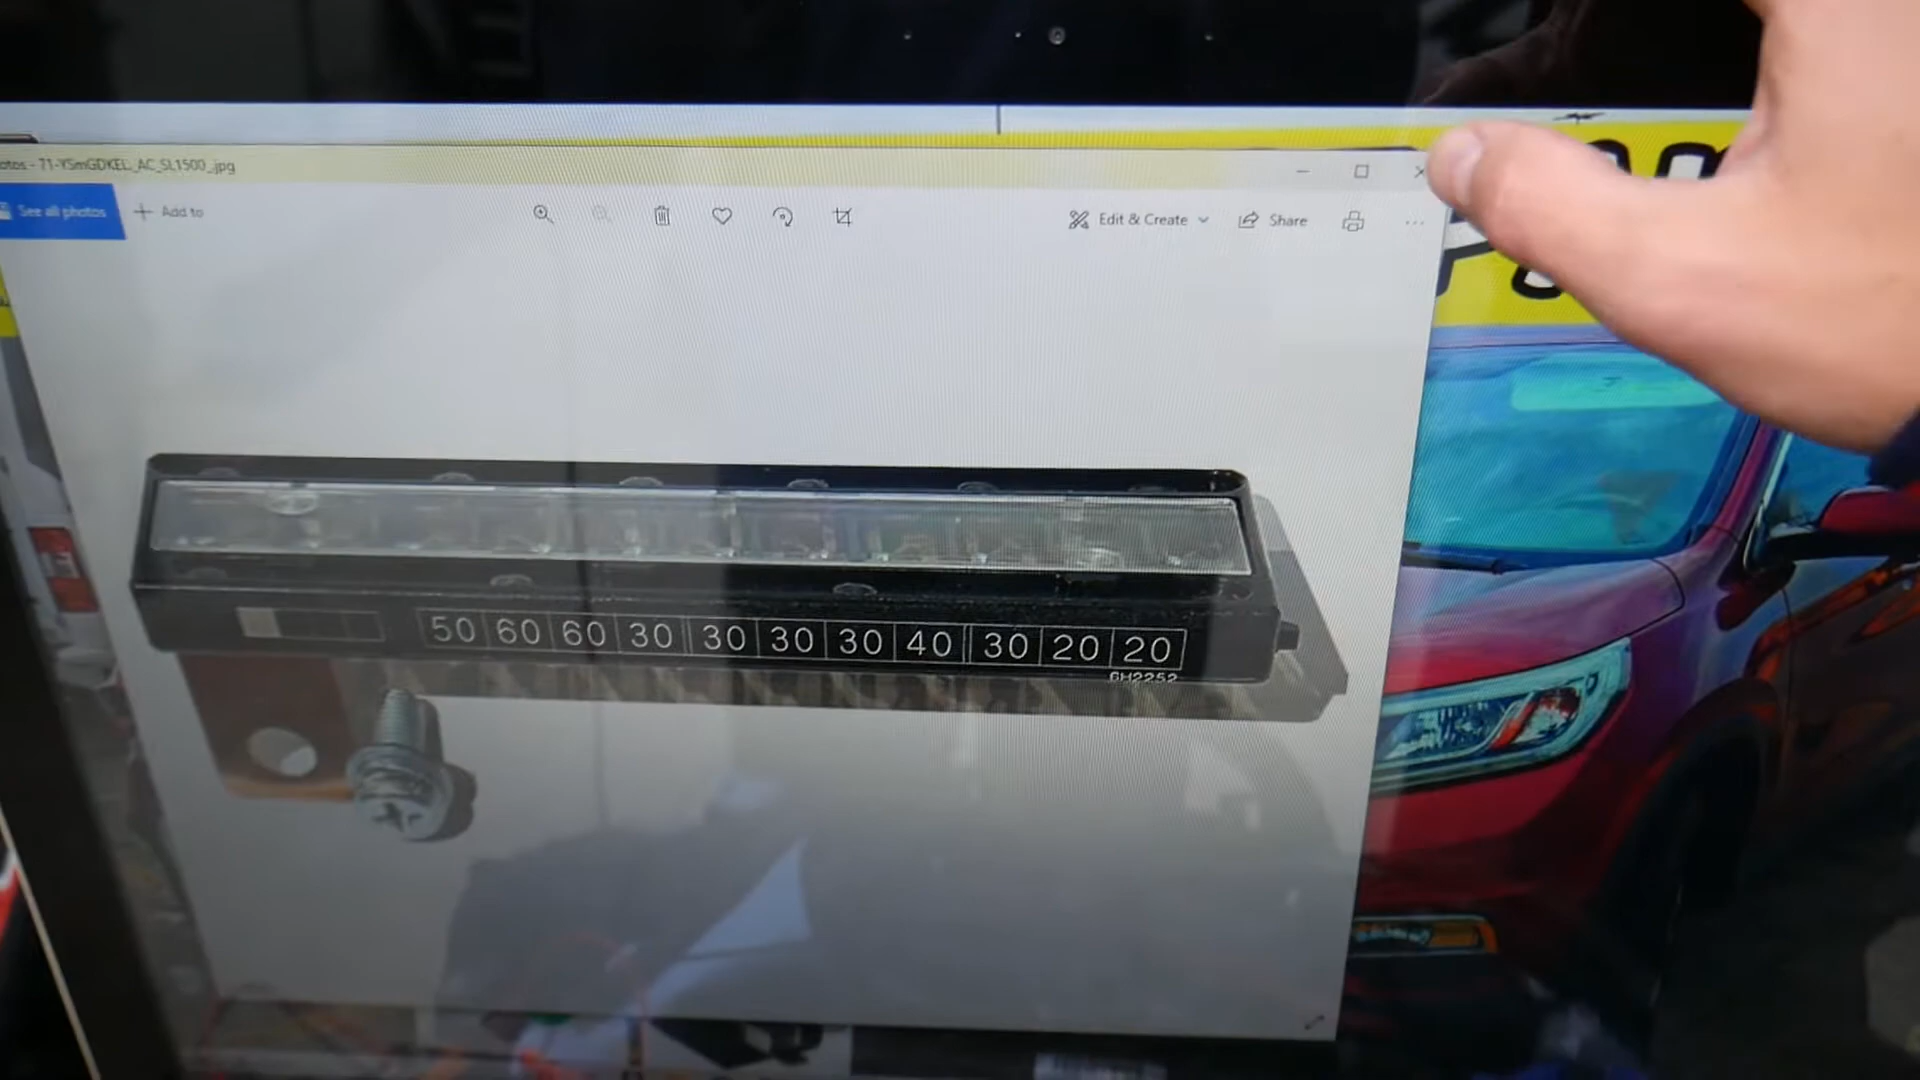 71-YSmGDKEL_AC_SL1500_.jpg
See all photos + Add to Edit & Create Share
50 60 60 30 30 30 30 40 30 20 20
GH2252